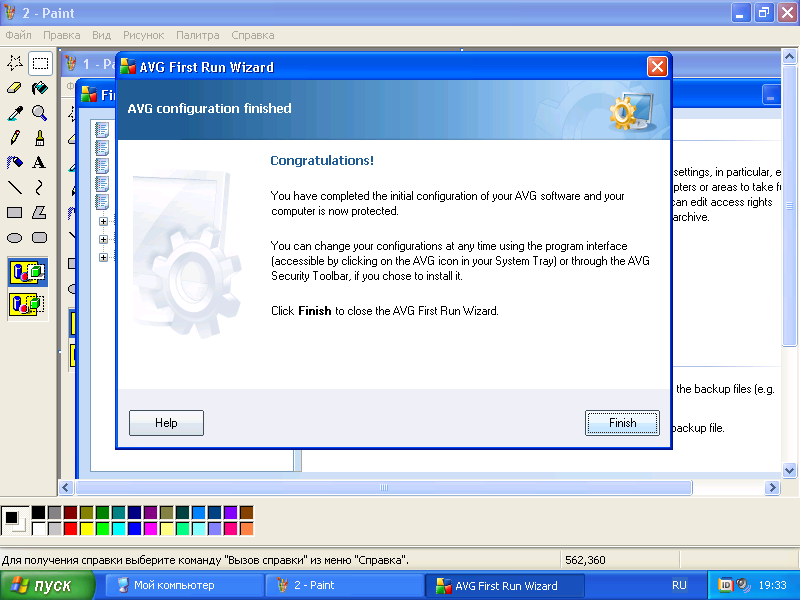 2 - Paint
Файл Правка Вид Рисунок Палитра Справка
1 - Pa
AVG First Run Wizard
Fi
AVG configuration finished
Congratulations!
settings, in particular, e
You have completed the initial configuration of your AVG software and your
pters or areas to take f
computer is now protected.
can edit access rights
archive.
You can change your configurations at any time using the program interface
(accessible by clicking on the AVG icon in your System Tray) or through the AVG
Security Toolbar, if you chose to install it.
Click Finish to close the AVG First Run Wizard.
the backup files (e.g.
Help
Finish
backup file.
Для получения справки выберите команду "Вызов справки" из меню "Справка".
562,360
пуск
Мой компьютер
2 - Paint
AVG First Run Wizard
RU
ID
19:33